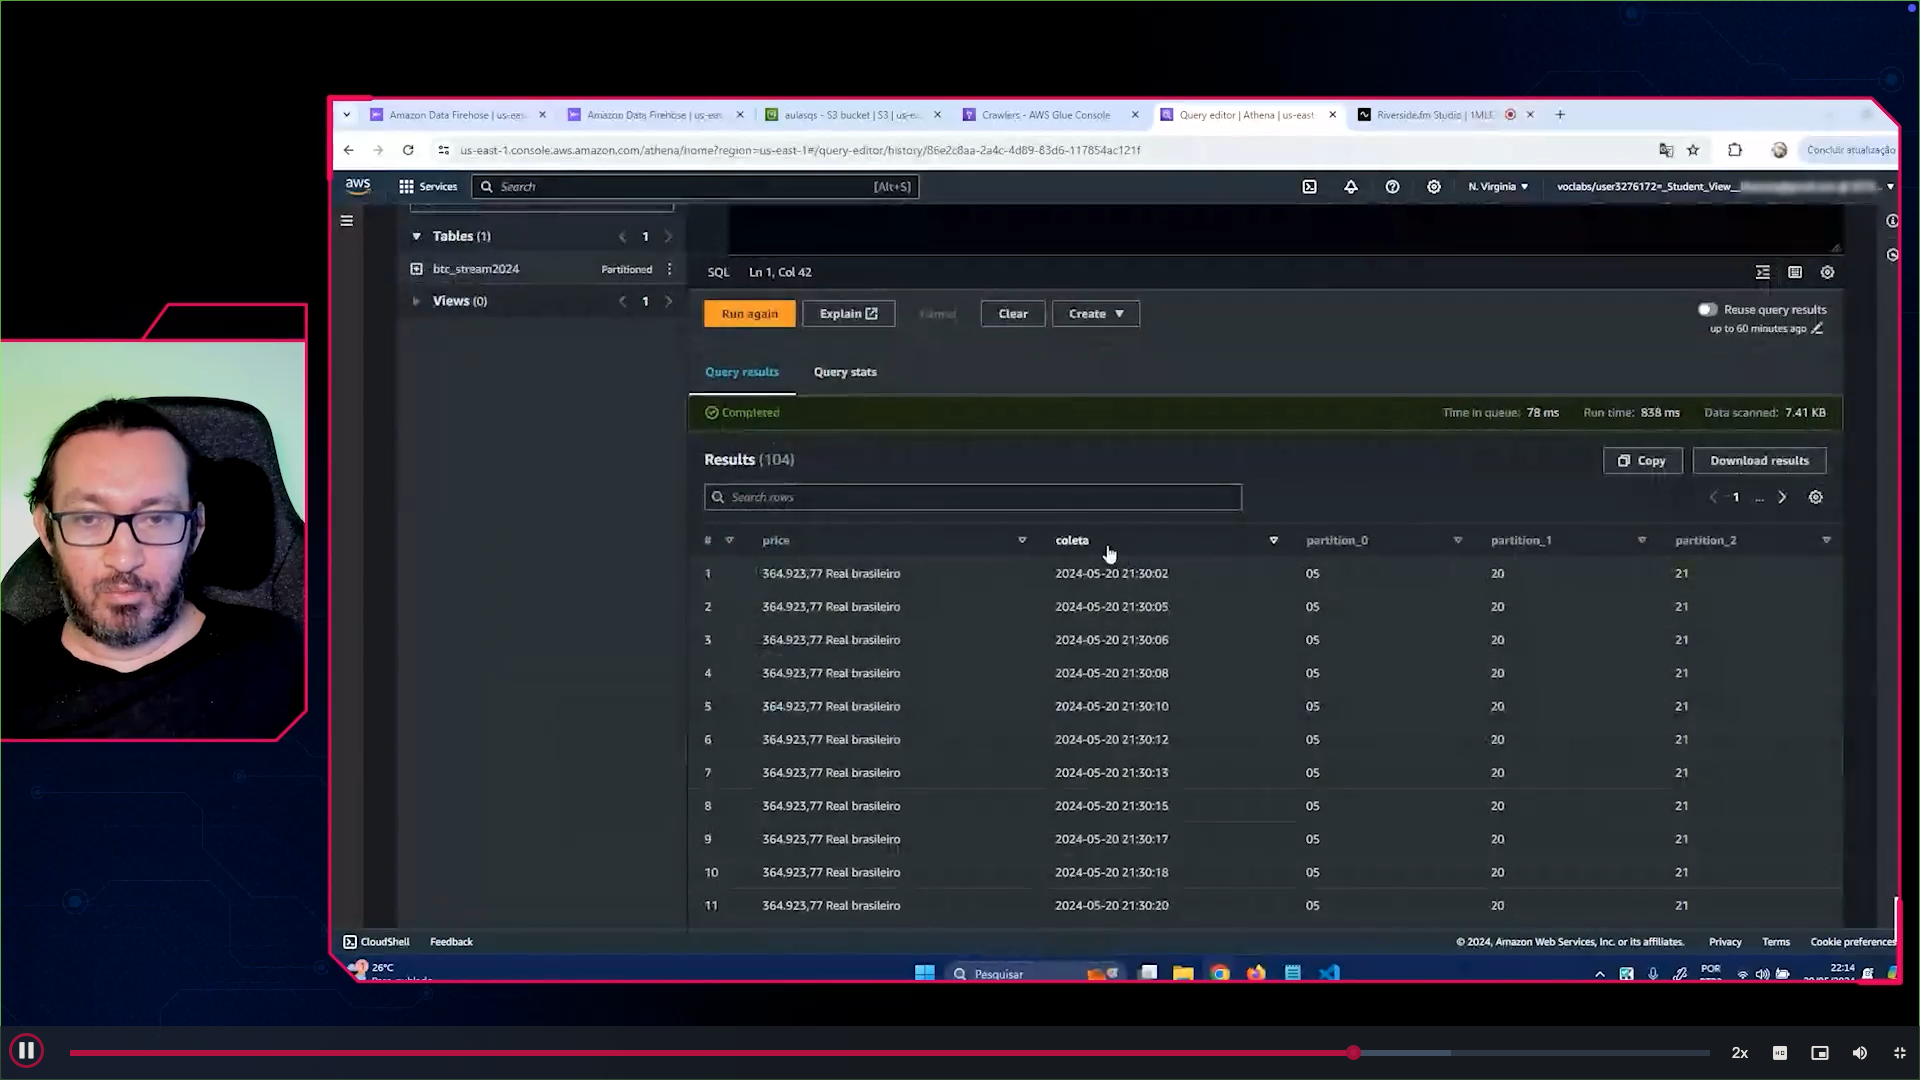 Amazon Data Firehose | us-eas
Amazon Data Firehose | us-eas
aulasqs - S3 bucket | S3 | us-e...
Crawlers - AWS Glue Console
Query editor | Athena | us-east
Riverside.fm Studio | 1MLE
us-east-1.console.aws.amazon.com/athena/home?region=us-east-1#/query-editor/history/86e2c8aa-2a4c-4d89-83d6-117854ac121f
Concluir atualização
aws
Services
Search
[Alt+S]
N. Virginia
voclabs/user3276172=_Student_View_
Tables (1)
1
btc_stream2024
Partitioned
Views (0)
1
SQL
Ln 1, Col 42
Run again
Explain
Cancel
Clear
Create
Reuse query results
up to 60 minutes ago
Query results
Query stats
Completed
Time in queue: 78 ms
Run time: 838 ms
Data scanned: 7.41 KB
Results (104)
Copy
Download results
Search rows
1 ...
# price coleta partition_0 partition_1 partition_2
1 364.923,77 Real brasileiro 2024-05-20 21:30:02 05 20 21
2 364.923,77 Real brasileiro 2024-05-20 21:30:05 05 20 21
3 364.923,77 Real brasileiro 2024-05-20 21:30:06 05 20 21
4 364.923,77 Real brasileiro 2024-05-20 21:30:08 05 20 21
5 364.923,77 Real brasileiro 2024-05-20 21:30:10 05 20 21
6 364.923,77 Real brasileiro 2024-05-20 21:30:12 05 20 21
7 364.923,77 Real brasileiro 2024-05-20 21:30:13 05 20 21
8 364.923,77 Real brasileiro 2024-05-20 21:30:15 05 20 21
9 364.923,77 Real brasileiro 2024-05-20 21:30:17 05 20 21
10 364.923,77 Real brasileiro 2024-05-20 21:30:18 05 20 21
11 364.923,77 Real brasileiro 2024-05-20 21:30:20 05 20 21
CloudShell
Feedback
© 2024, Amazon Web Services, Inc. or its affiliates.
Privacy
Terms
Cookie preferences
26°C
Pesquisar
POR
22:14
2x